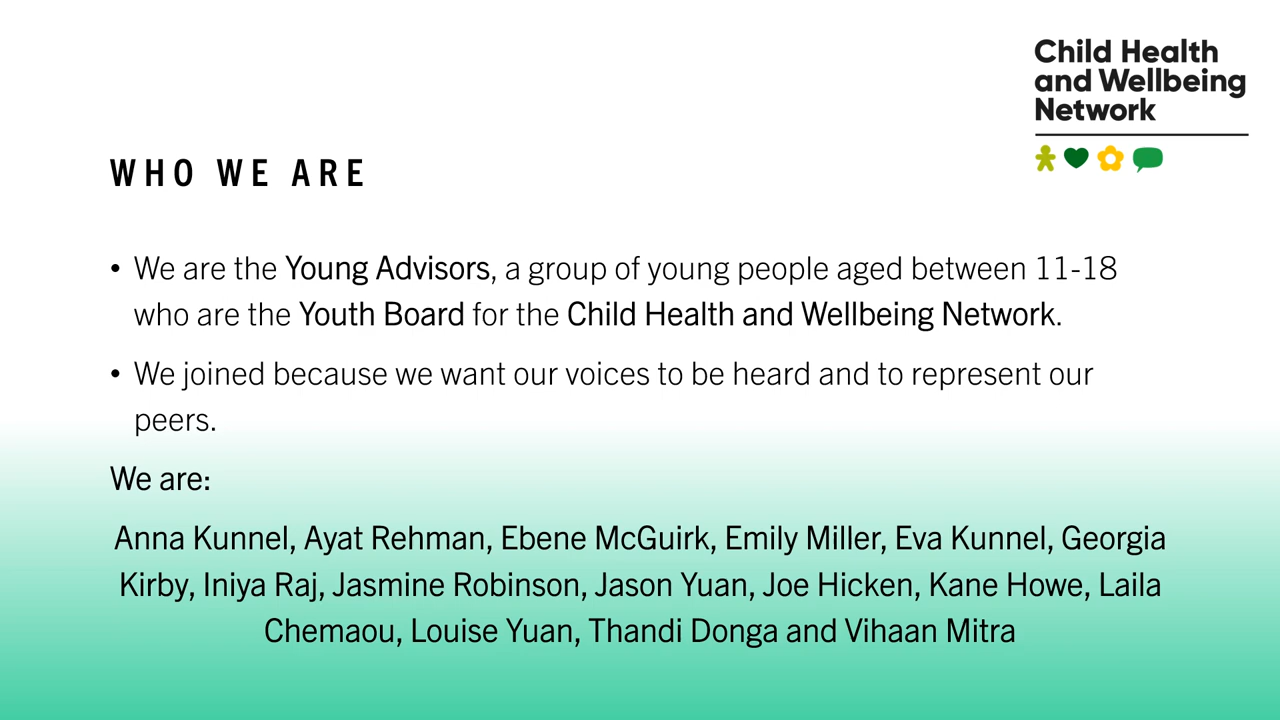 Child Health
and Wellbeing
Network
WHO WE ARE
• We are the Young Advisors, a group of young people aged between 11-18
who are the Youth Board for the Child Health and Wellbeing Network.
• We joined because we want our voices to be heard and to represent our
peers.
We are:
Anna Kunnel, Ayat Rehman, Ebene McGuirk, Emily Miller, Eva Kunnel, Georgia
Kirby, Iniya Raj, Jasmine Robinson, Jason Yuan, Joe Hicken, Kane Howe, Laila
Chemaou, Louise Yuan, Thandi Donga and Vihaan Mitra